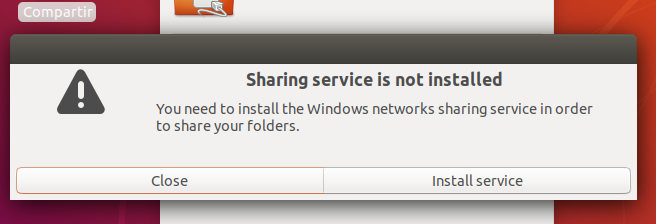 Compartir
Sharing service is not installed
You need to install the Windows networks sharing service in order
to share your folders.
Close
Install service